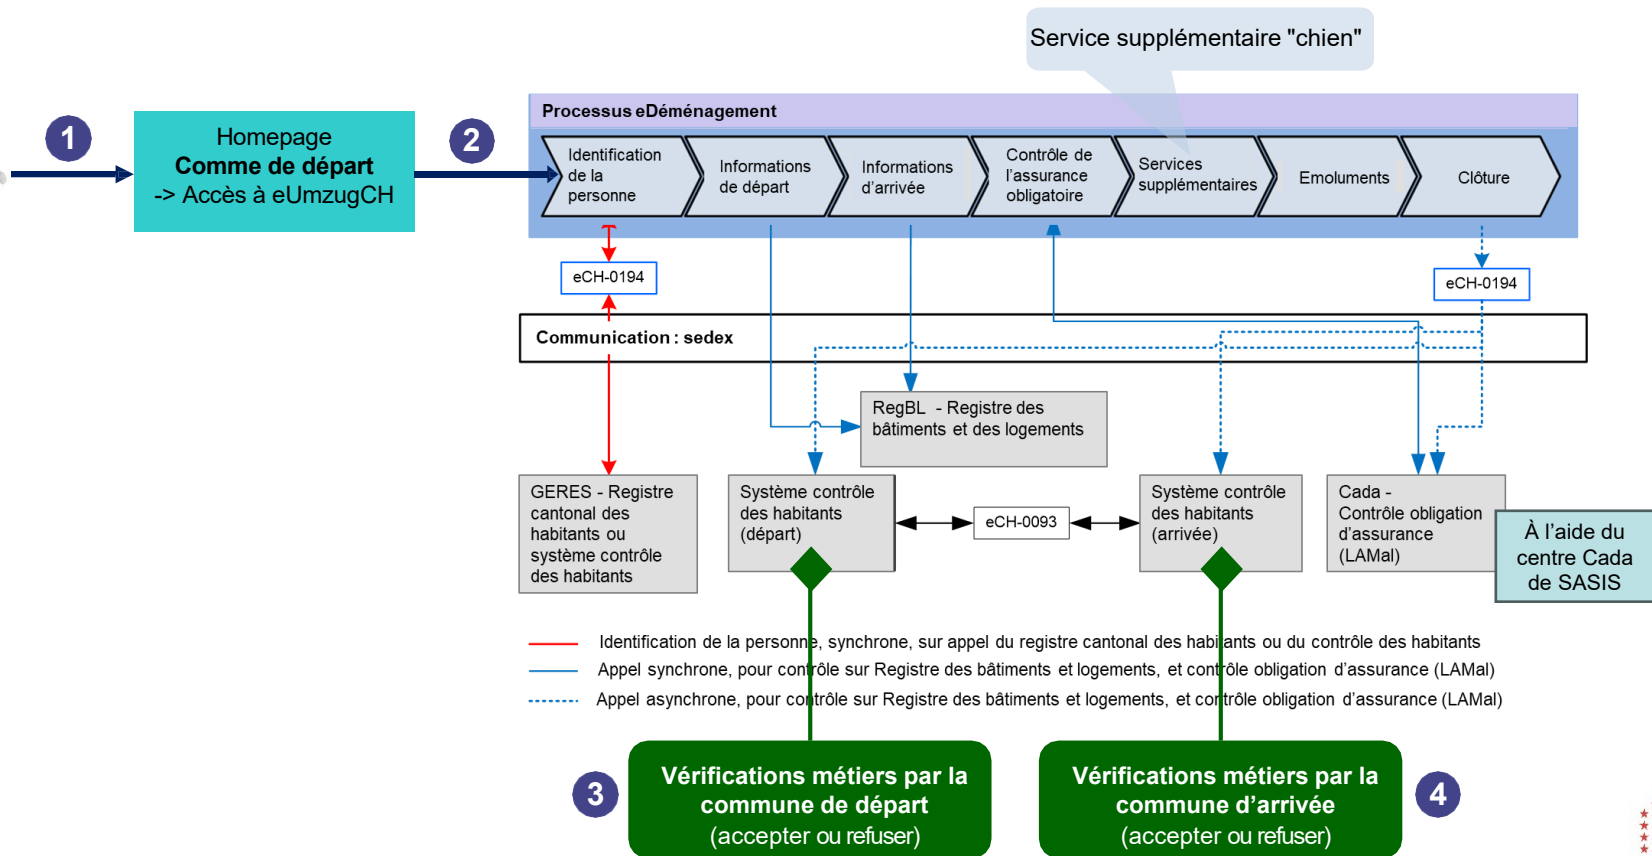 Service supplémentaire "chien"
Processus eDéménagement
1
Homepage
Comme de départ
-> Accès à eUmzugCH
2
Identification
de la
personne
Informations
de départ
Informations
d'arrivée
Contrôle de
l'assurance
obligatoire
Services
supplémentaires
Emoluments
Clôture
eCH-0194
eCH-0194
Communication : sedex
RegBL - Registre des
bâtiments et des logements
GERES - Registre
cantonal des
habitants ou
système contrôle
des habitants
Système contrôle
des habitants
(départ)
eCH-0093
Système contrôle
des habitants
(arrivée)
Cada -
Contrôle obligation
d'assurance
(LAMal)
À l'aide du
centre Cada
de SASIS
Identification de la personne, synchrone, sur appel du registre cantonal des habitants ou du contrôle des habitants
Appel synchrone, pour contrôle sur Registre des bâtiments et logements, et contrôle obligation d'assurance (LAMal)
Appel asynchrone, pour contrôle sur Registre des bâtiments et logements, et contrôle obligation d'assurance (LAMal)
3
Vérifications métiers par la
commune de départ
(accepter ou refuser)
Vérifications métiers par la
commune d'arrivée
(accepter ou refuser)
4